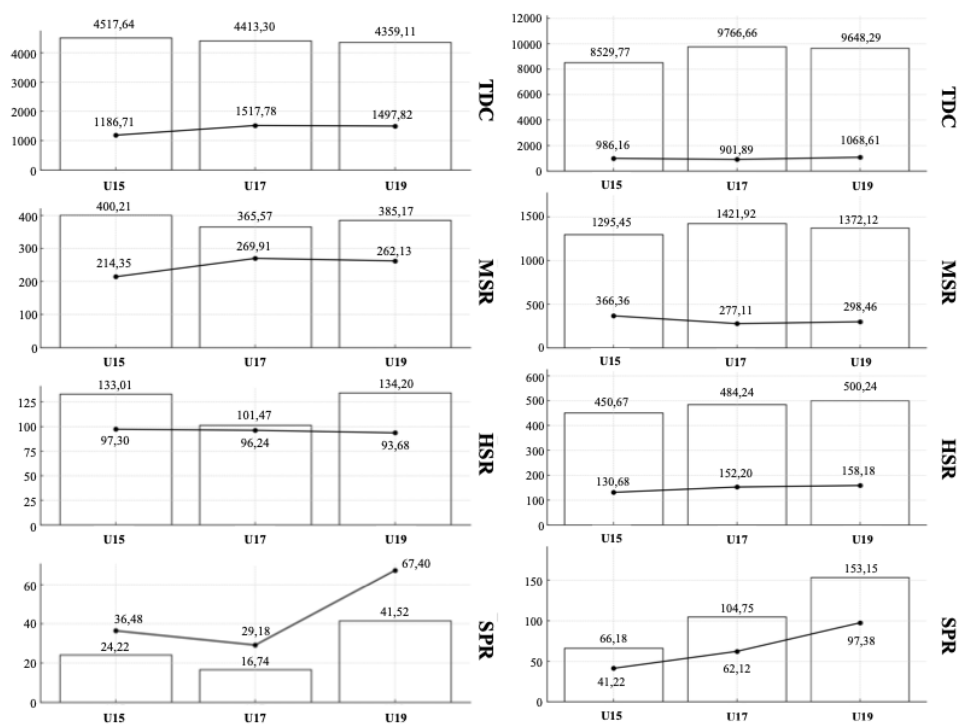 4517,64 4413,30 4359,11
4000
3000
2000
1000
0
1186,71 1517,78 1497,82
U15 U17 U19
TDC
12000
10000
8000
6000
4000
2000
0
8529,77 9766,66 9648,29
986,16 901,89 1068,61
U15 U17 U19
TDC
400,21 365,57 385,17
400
300
200
100
0
214,35 269,91 262,13
U15 U17 U19
MSR
1500
1000
500
0
1295,45 1421,92 1372,12
366,36 277,11 298,46
U15 U17 U19
MSR
133,01 101,47 134,20
125
100
75
50
25
0
97,30 96,24 93,68
U15 U17 U19
HSR
600
500
400
300
200
100
0
450,67 484,24 500,24
130,68 152,20 158,18
U15 U17 U19
HSR
60
40
20
0
36,48 29,18 67,40
24,22 16,74 41,52
U15 U17 U19
SPR
150
100
50
0
66,18 104,75 153,15
41,22 62,12 97,38
U15 U17 U19
SPR